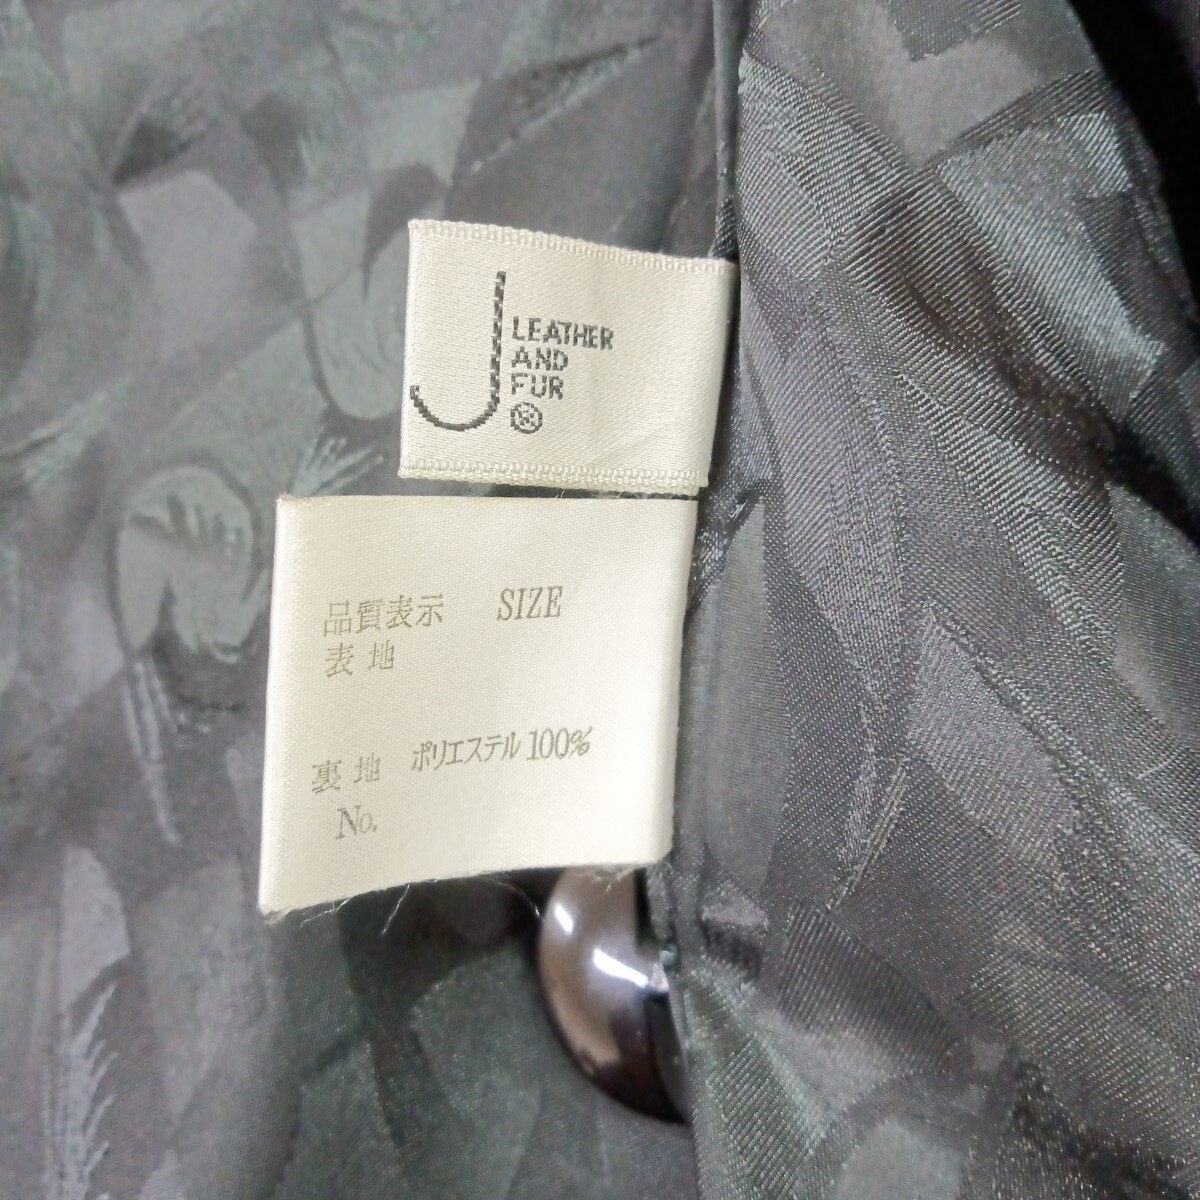 J LEATHER
AND
FUR
®
品質表示 SIZE
表地
裏地 ポリエステル100%
No.